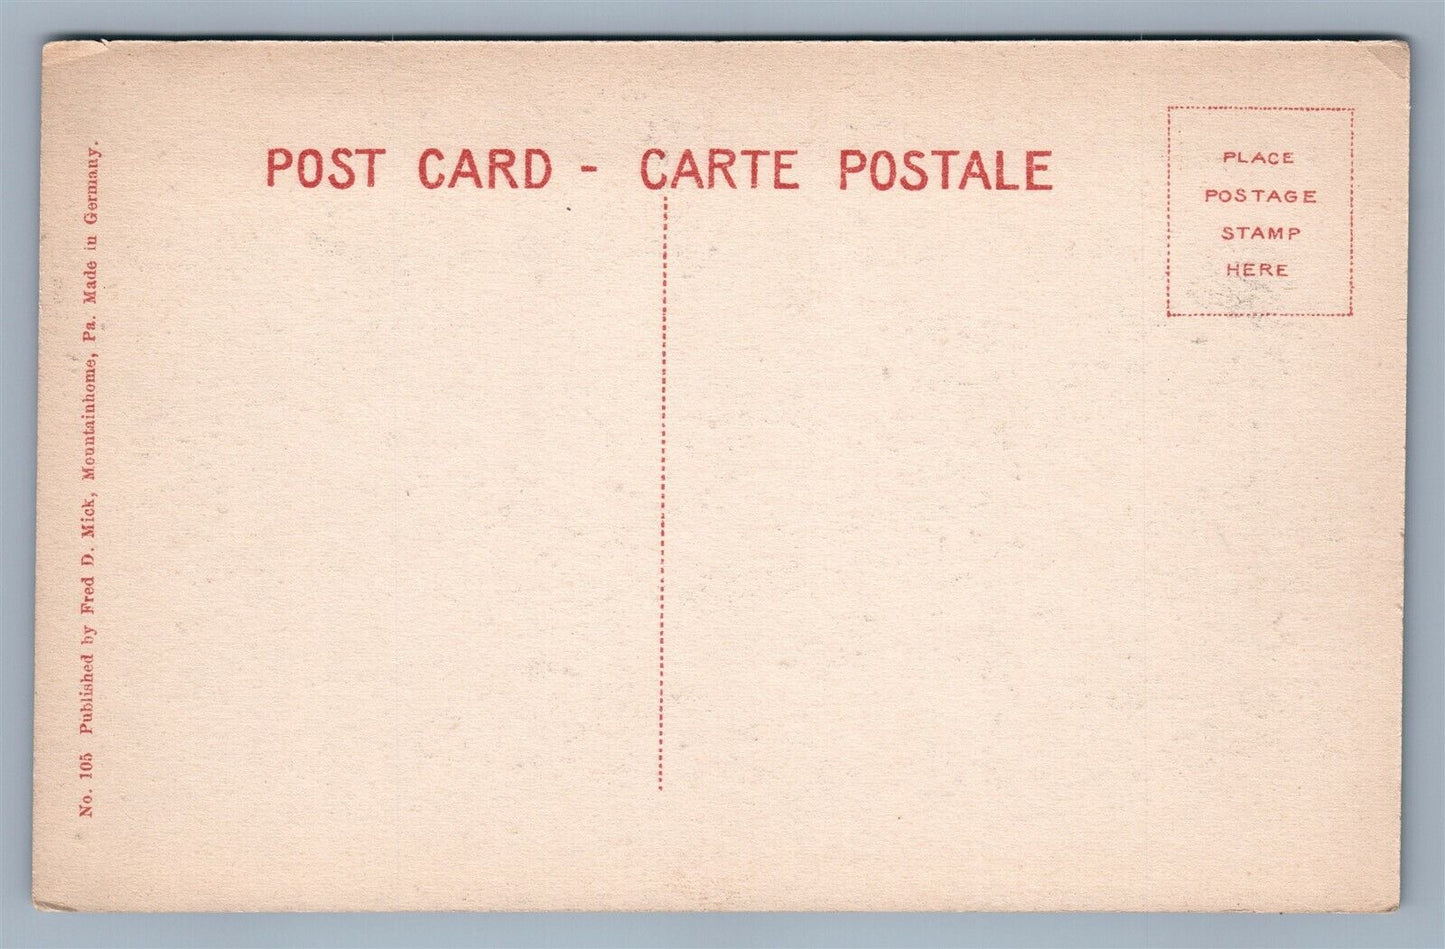 POST CARD - CARTE POSTALE
PLACE
POSTAGE
STAMP
HERE
No. 105 Published by Fred D. Mick, Mountainhome, Pa. Made in Germany.